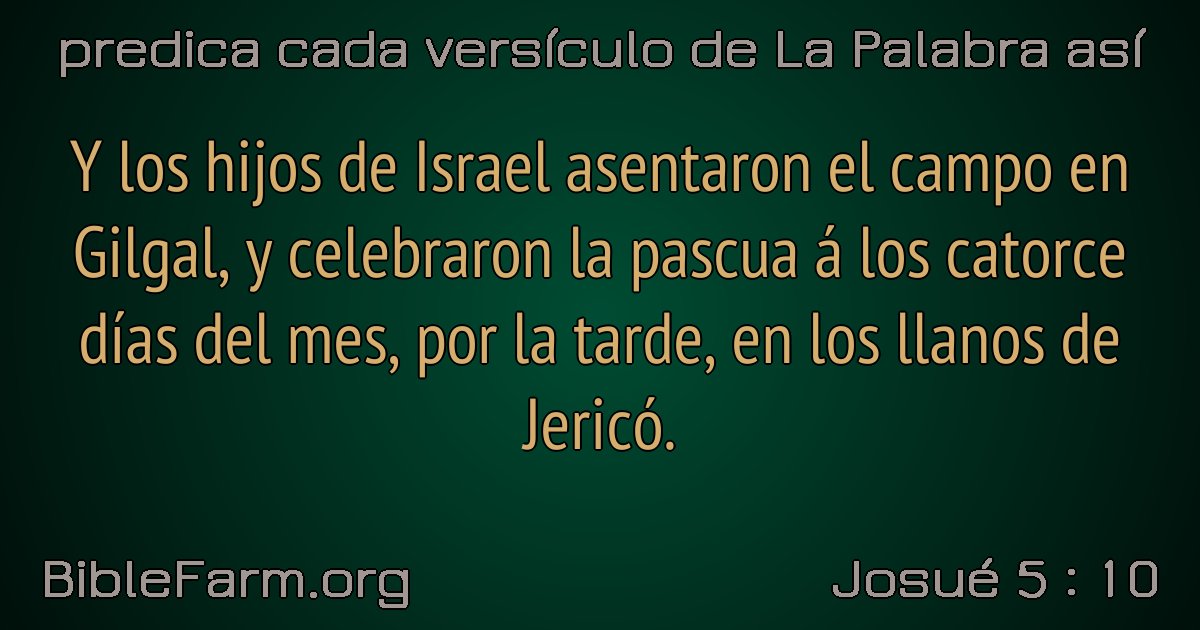 predica cada versículo de La Palabra así
Y los hijos de Israel asentaron el campo en
Gilgal, y celebraron la pascua á los catorce
días del mes, por la tarde, en los llanos de
Jericó.
BibleFarm.org
Josué 5 : 10